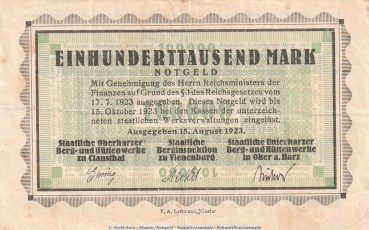 EINHUNDERTTAUSEND MARK
NOTGELD
Mit Genehmigung des Herrn Reichsministers der
Finanzen auf Grund des § 1 des Reichsgesetzes vom
17. 7. 1923 ausgegeben. Dieses Notgeld wird bis
15. Oktober 1923 bei den Kassen der unterzeich-
neten staatlichen Werksverwaltungen eingelöst.
Ausgegeben 15. August 1923.
Staatliche Oberharzer Berg- und Hüttenwerke zu Clausthal
Staatliche Berginspektion zu Vienenburg
Staatliche Unterharzer Berg- und Hüttenwerke in Oker a. Harz
F. A. Lattmann, Goslar